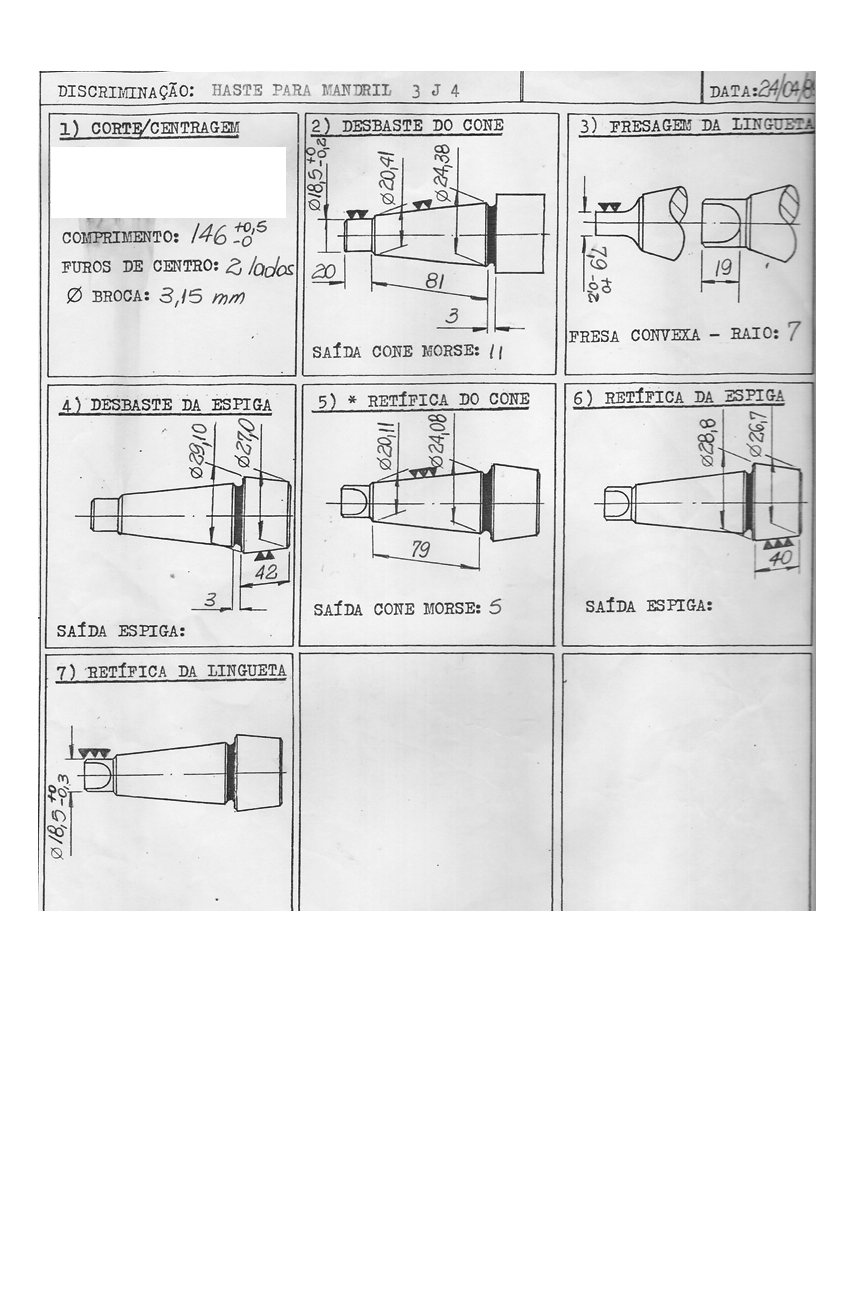 DISCRIMINAÇÃO: HASTE PARA MANDRIL 3 J 4
DATA: 24/04/8
1) CORTE/CENTRAGEM
COMPRIMENTO: 146 +0,5 -0
FUROS DE CENTRO: 2 lados
Ø BROCA: 3,15 mm
2) DESBASTE DO CONE
Ø18,5 +0 -0,2
Ø20,41
Ø24,38
20
81
3
SAÍDA CONE MORSE: 11
3) FRESAGEM DA LINGUETA
7,9 +0 -0,2
19
FRESA CONVEXA - RAIO: 7
4) DESBASTE DA ESPIGA
Ø29,10
Ø27,0
42
3
SAÍDA ESPIGA:
5) * RETÍFICA DO CONE
Ø20,11
Ø24,08
79
SAÍDA CONE MORSE: 5
6) RETÍFICA DA ESPIGA
Ø28,8
Ø26,7
40
SAÍDA ESPIGA:
7) RETÍFICA DA LINGUETA
Ø18,5 +0 -0,3